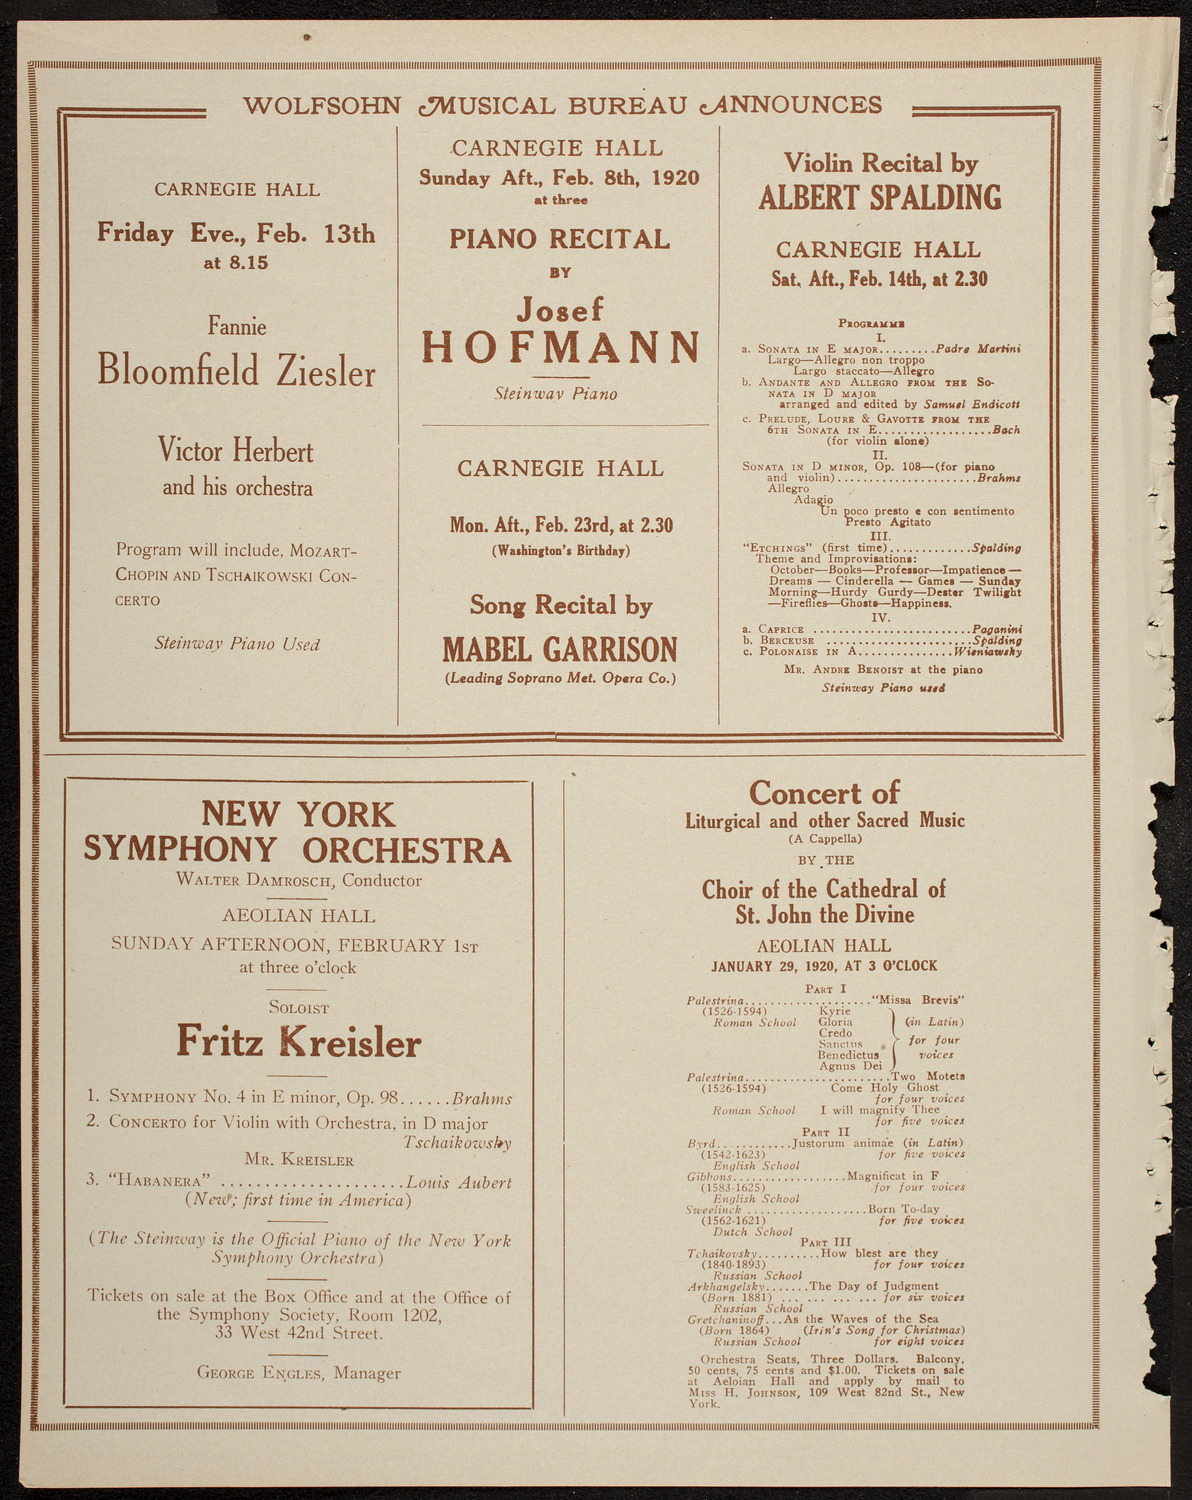 WOLFSOHN MUSICAL BUREAU ANNOUNCES
CARNEGIE HALL
Friday Eve., Feb. 13th
at 8.15
Fannie
Bloomfield Ziesler
Victor Herbert
and his orchestra
Program will include, MOZART-
CHOPIN AND TSCHAIKOWSKI CON-
CERTO
Steinway Piano Used
CARNEGIE HALL
Sunday Aft., Feb. 8th, 1920
at three
PIANO RECITAL
BY
Josef
HOFMANN
Steinway Piano
CARNEGIE HALL
Mon. Aft., Feb. 23rd, at 2.30
(Washington's Birthday)
Song Recital by
MABEL GARRISON
(Leading Soprano Met. Opera Co.)
Violin Recital by
ALBERT SPALDING
CARNEGIE HALL
Sat. Aft., Feb. 14th, at 2.30
PROGRAMME
I.
a. SONATA IN E MAJOR.........Padre Martini
Largo—Allegro non troppo
Largo staccato—Allegro
b. ANDANTE AND ALLEGRO FROM THE SO-
NATA IN D MAJOR
arranged and edited by Samuel Endicott
c. PRELUDE, LOURE & GAVOTTE FROM THE
6TH SONATA IN E.................Bach
(for violin alone)
II.
SONATA IN D MINOR, Op. 108—(for piano
and violin).....................Brahms
Allegro
Adagio
Un poco presto e con sentimento
Presto Agitato
III.
"ETCHINGS" (first time)............Spalding
Theme and Improvisations:
October—Books—Professor—Impatience—
Dreams — Cinderella — Games — Sunday
Morning—Hurdy Gurdy—Dester Twilight
—Fireflies—Ghosts—Happiness.
IV.
a. CAPRICE .......................Paganini
b. BERCEUSE .....................Spalding
c. POLONAISE IN A..............Wieniawsky
MR. ANDRE BENOIST at the piano
Steinway Piano used
NEW YORK
SYMPHONY ORCHESTRA
WALTER DAMROSCH, Conductor
AEOLIAN HALL
SUNDAY AFTERNOON, FEBRUARY 1ST
at three o'clock
SOLOIST
Fritz Kreisler
1. SYMPHONY No. 4 in E minor, Op. 98......Brahms
2. CONCERTO for Violin with Orchestra, in D major
Tschaikowsky
MR. KREISLER
3. "HABANERA" .....................Louis Aubert
(New; first time in America)
(The Steinway is the Official Piano of the New York
Symphony Orchestra)
Tickets on sale at the Box Office and at the Office of
the Symphony Society, Room 1202,
33 West 42nd Street.
GEORGE ENGLES, Manager
Concert of
Liturgical and other Sacred Music
(A Cappella)
BY THE
Choir of the Cathedral of
St. John the Divine
AEOLIAN HALL
JANUARY 29, 1920, AT 3 O'CLOCK
PART I
Palestrina...................."Missa Brevis"
(1526-1594) Kyrie
Roman School Gloria (in Latin)
Credo
Sanctus for four
Benedictus voices
Agnus Dei
Palestrina.......................Two Motets
(1526-1594) Come Holy Ghost
for four voices
Roman School I will magnify Thee
for five voices
PART II
Byrd............Justorum animae (in Latin)
(1542-1623) for five voices
English School
Gibbons..................Magnificat in F
(1583-1625) for four voices
English School
Sweelinck ...................Born To-day
(1562-1621) for five voices
Dutch School
PART III
Tchaikovsky..........How blest are they
(1840-1893) for four voices
Russian School
Arkhangelsky.......The Day of Judgment
(Born 1881) ... ... ... ... for six voices
Russian School
Gretchaninoff...As the Waves of the Sea
(Born 1864) (Irin's Song for Christmas)
Russian School for eight voices
Orchestra Seats, Three Dollars. Balcony,
50 cents, 75 cents and $1.00. Tickets on sale
at Aeloian Hall and apply by mail to
MISS H. JOHNSON, 109 West 82nd St., New
York.